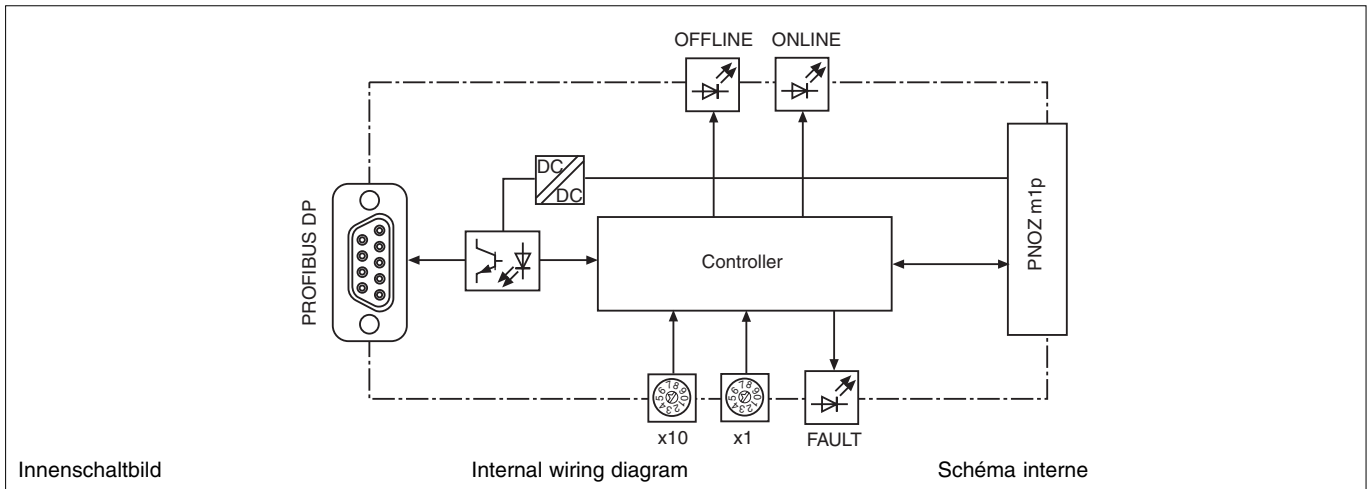 OFFLINE ONLINE
DC
DC
PROFIBUS DP
Controller
PNOZ m1p
x10 x1 FAULT
Innenschaltbild Internal wiring diagram Schéma interne